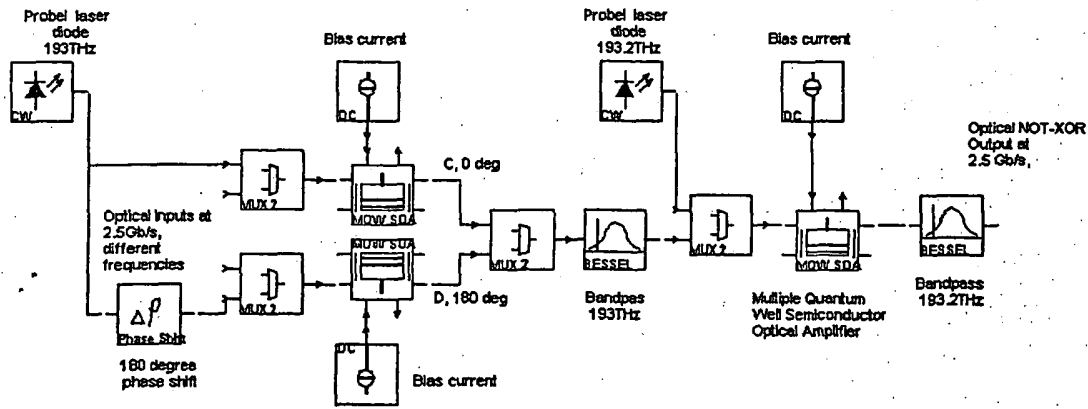 Probel laser
diode
193THz
CW
Bias current
DC
MUX 2
MQW SOA
C, 0 deg
Optical inputs at
2.5Gb/s,
different
frequencies
MUX 2
MQW SOA
D, 180 deg
Δφ
Phase Shift
180 degree
phase shift
DC
Bias current
MUX 2
BESSEL
Bandpas
193THz
Probel laser
diode
193.2THz
CW
Bias current
DC
MUX 2
MQW SOA
Multiple Quantum
Well Semiconductor
Optical Amplifier
Optical NOT-XOR
Output at
2.5 Gb/s,
BESSEL
Bandpass
193.2THz